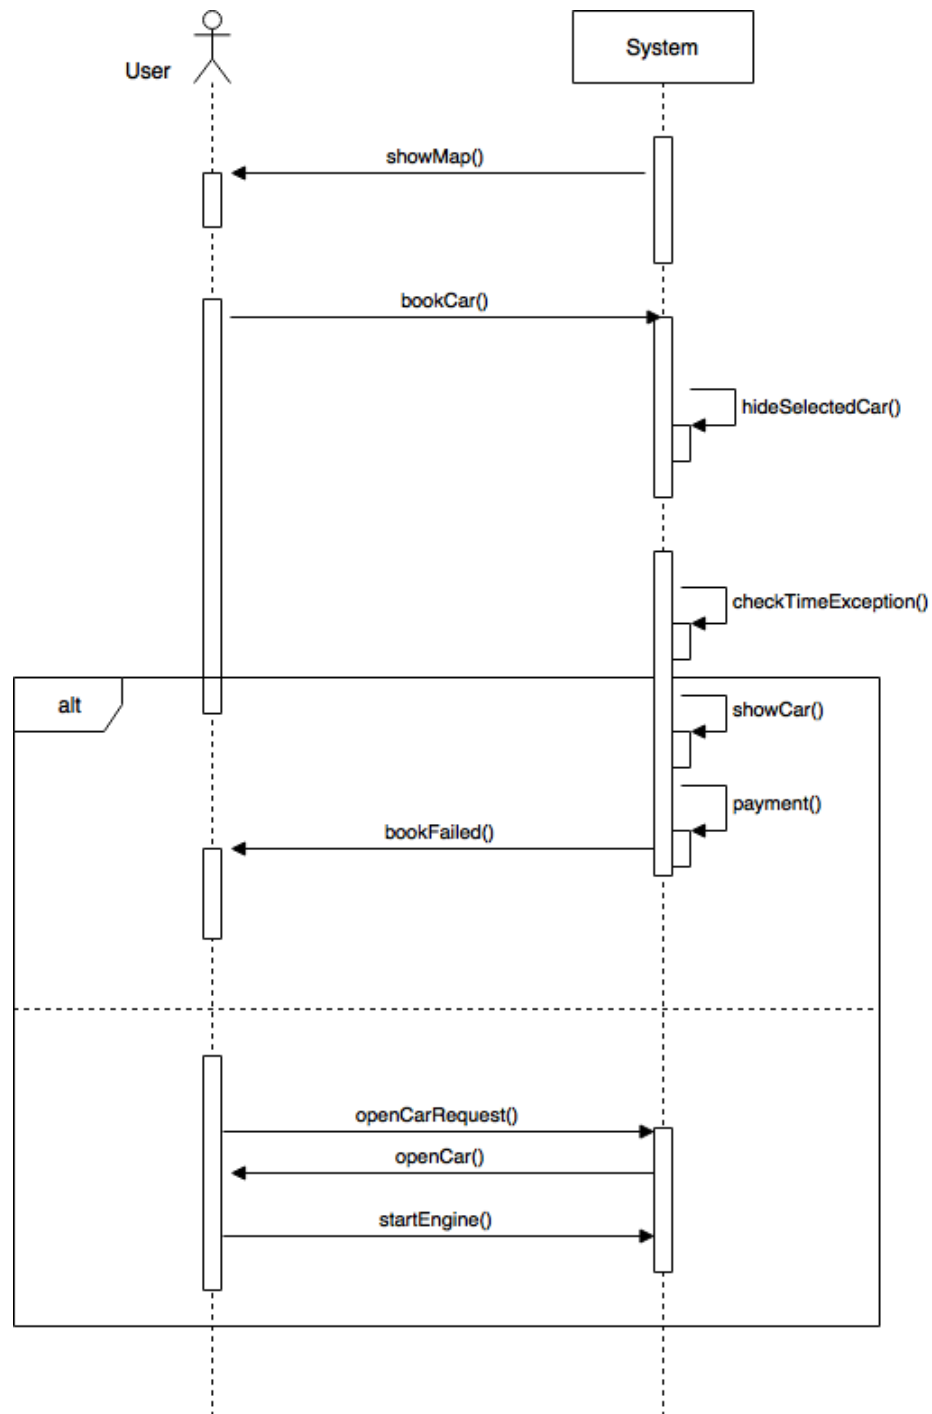 User
System
showMap()
bookCar()
hideSelectedCar()
checkTimeException()
alt
showCar()
payment()
bookFailed()
openCarRequest()
openCar()
startEngine()